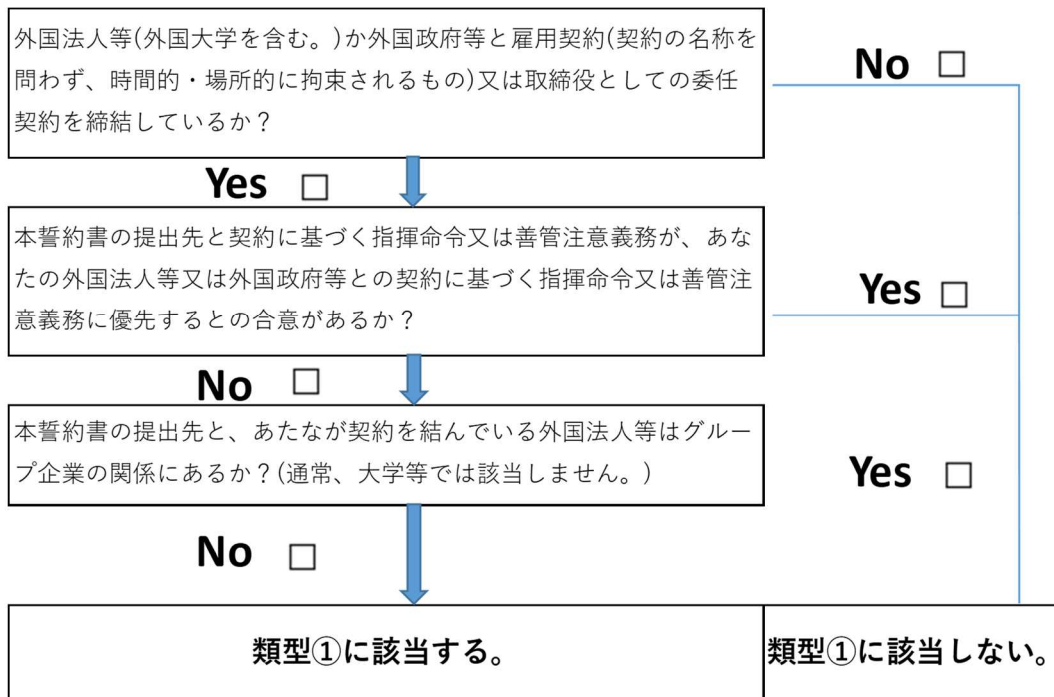 外国法人等(外国大学を含む。)か外国政府等と雇用契約(契約の名称を
問わず、時間的・場所的に拘束されるもの)又は取締役としての委任
契約を締結しているか？
No □
Yes □
本誓約書の提出先と契約に基づく指揮命令又は善管注意義務が、あな
たの外国法人等又は外国政府等との契約に基づく指揮命令又は善管注
意義務に優先するとの合意があるか？
Yes □
No □
本誓約書の提出先と、あたなが契約を結んでいる外国法人等はグルー
プ企業の関係にあるか？(通常、大学等では該当しません。)
Yes □
No □
類型①に該当する。
類型①に該当しない。